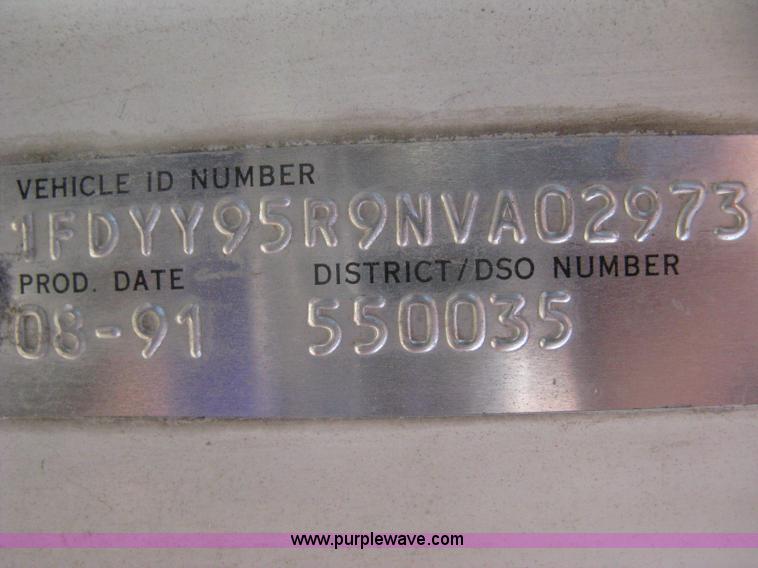 VEHICLE ID NUMBER
1FDYY95R9NVA02973
PROD. DATE DISTRICT/DSO NUMBER
08-91 550035
www.purplewave.com